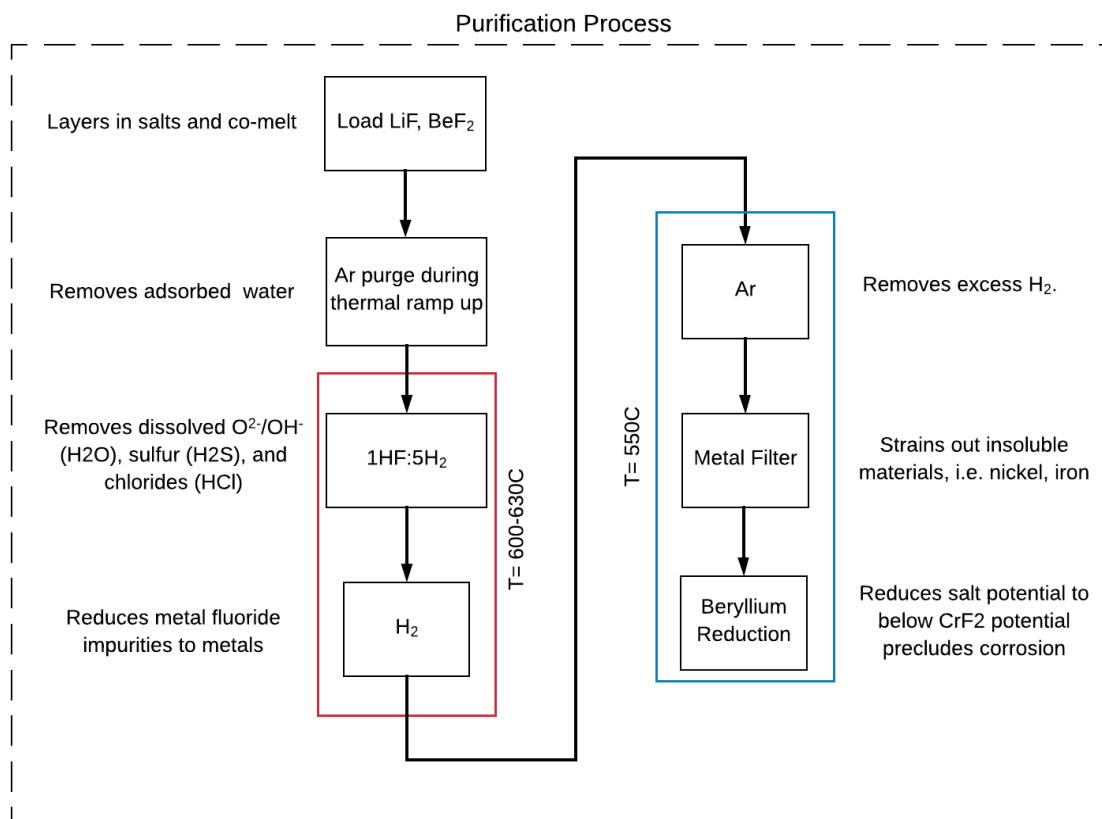 Purification Process
Layers in salts and co-melt
Load LiF, BeF₂
Removes adsorbed water
Ar purge during
thermal ramp up
Removes dissolved O²⁻/OH⁻
(H2O), sulfur (H2S), and
chlorides (HCl)
1HF:5H₂
T= 600-630C
Reduces metal fluoride
impurities to metals
H₂
Ar
Removes excess H₂.
T= 550C
Metal Filter
Strains out insoluble
materials, i.e. nickel, iron
Beryllium
Reduction
Reduces salt potential to
below CrF2 potential
precludes corrosion